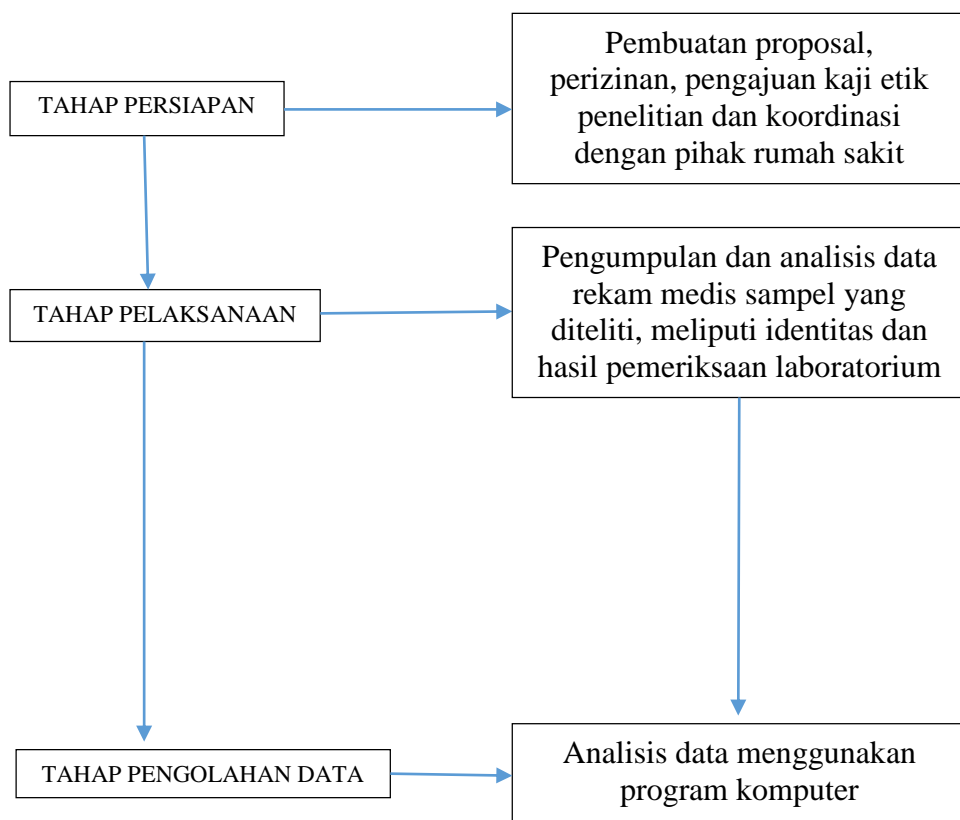 TAHAP PERSIAPAN
Pembuatan proposal,
perizinan, pengajuan kaji etik
penelitian dan koordinasi
dengan pihak rumah sakit
TAHAP PELAKSANAAN
Pengumpulan dan analisis data
rekam medis sampel yang
diteliti, meliputi identitas dan
hasil pemeriksaan laboratorium
TAHAP PENGOLAHAN DATA
Analisis data menggunakan
program komputer